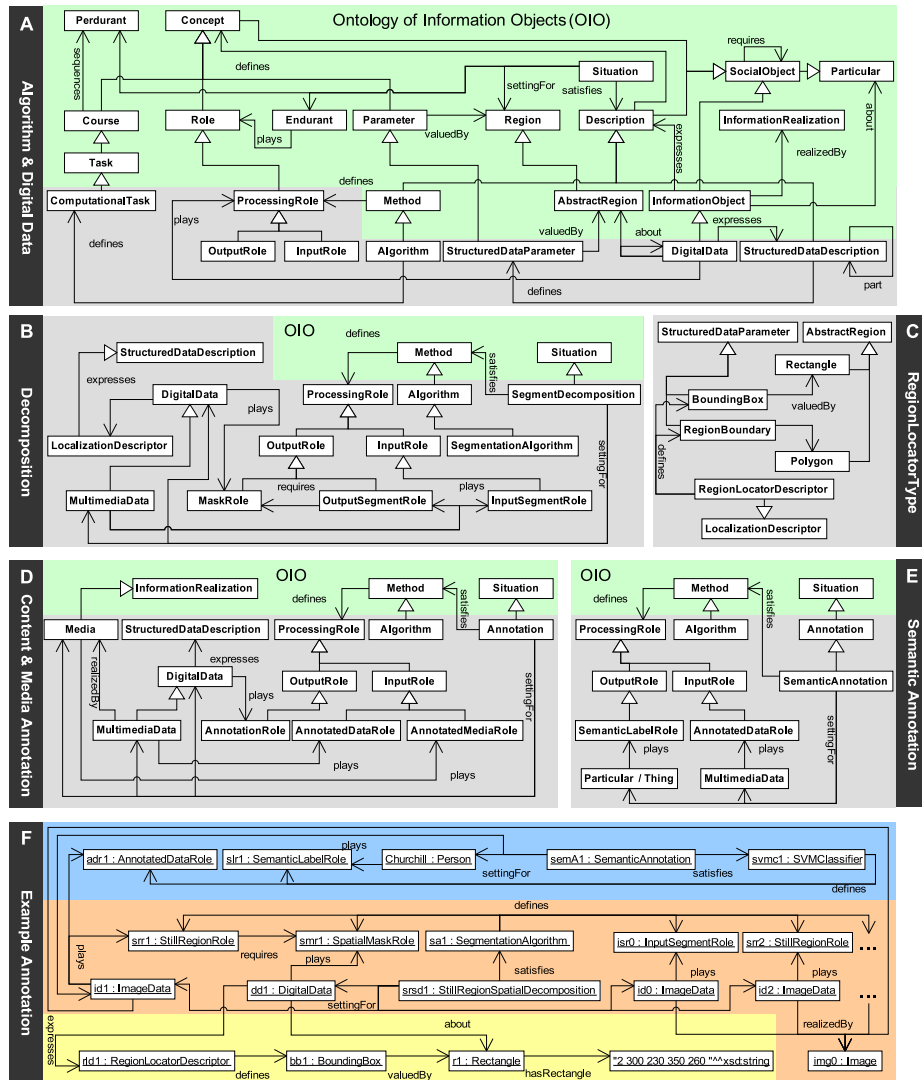 A
Algorithm & Digital Data
Ontology of Information Objects (OIO)
Perdurant
Concept
requires
sequences
defines
Situation
SocialObject
Particular
settingFor
satisfies
about
Course
Role
Endurant
Parameter
Region
Description
InformationRealization
plays
valuedBy
expresses
realizedBy
Task
defines
ComputationalTask
ProcessingRole
Method
AbstractRegion
InformationObject
plays
expresses
valuedBy
about
OutputRole
InputRole
Algorithm
StructuredDataParameter
DigitalData
StructuredDataDescription
defines
defines
part
B
Decomposition
OIO
defines
StructuredDataDescription
Method
Situation
satisfies
expresses
DigitalData
ProcessingRole
Algorithm
SegmentDecomposition
plays
LocalizationDescriptor
OutputRole
InputRole
SegmentationAlgorithm
settingFor
requires
plays
MultimediaData
MaskRole
OutputSegmentRole
InputSegmentRole
C
RegionLocatorType
StructuredDataParameter
AbstractRegion
Rectangle
BoundingBox
valuedBy
RegionBoundary
defines
Polygon
RegionLocatorDescriptor
LocalizationDescriptor
D
Content & Media Annotation
OIO
InformationRealization
Method
Situation
defines
satisfies
Media
StructuredDataDescription
ProcessingRole
Algorithm
Annotation
realizedBy
expresses
DigitalData
OutputRole
InputRole
settingFor
plays
MultimediaData
AnnotationRole
AnnotatedDataRole
AnnotatedMediaRole
plays
plays
E
Semantic Annotation
OIO
Method
Situation
defines
satisfies
ProcessingRole
Algorithm
Annotation
OutputRole
InputRole
SemanticAnnotation
SemanticLabelRole
AnnotatedDataRole
settingFor
plays
plays
Particular / Thing
MultimediaData
F
Example Annotation
plays
adr1 : AnnotatedDataRole
slr1 : SemanticLabelRole
Churchill : Person
semA1 : SemanticAnnotation
svmc1 : SVMClassifier
settingFor
satisfies
defines
defines
srr1 : StillRegionRole
smr1 : SpatialMaskRole
sa1 : SegmentationAlgorithm
isr0 : InputSegmentRole
srr2 : StillRegionRole
...
plays
requires
plays
satisfies
plays
plays
id1 : ImageData
dd1 : DigitalData
srsd1 : StillRegionSpatialDecomposition
id0 : ImageData
id2 : ImageData
...
settingFor
expresses
about
realizedBy
rld1 : RegionLocatorDescriptor
bb1 : BoundingBox
r1 : Rectangle
"2 300 230 350 260 "^^xsd:string
img0 : Image
defines
valuedBy
hasRectangle